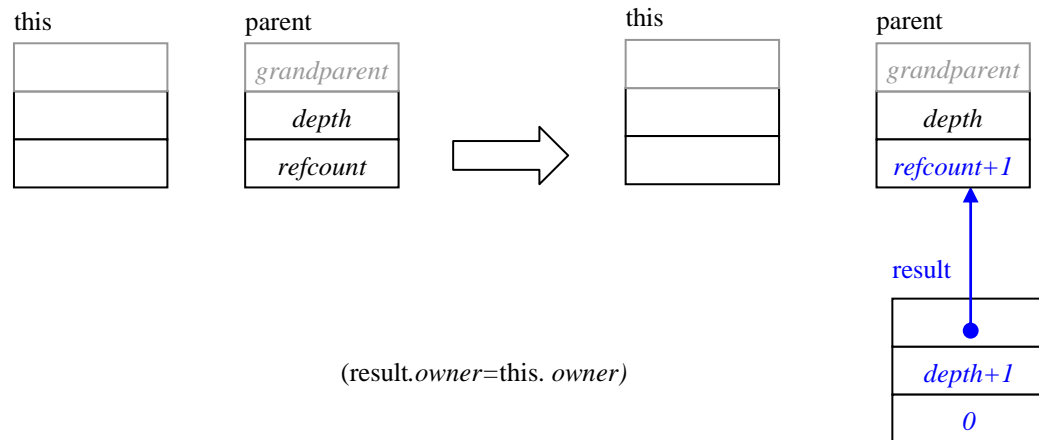 this
parent
grandparent
depth
refcount
this
parent
grandparent
depth
refcount+1
result
depth+1
0
(result.owner=this. owner)